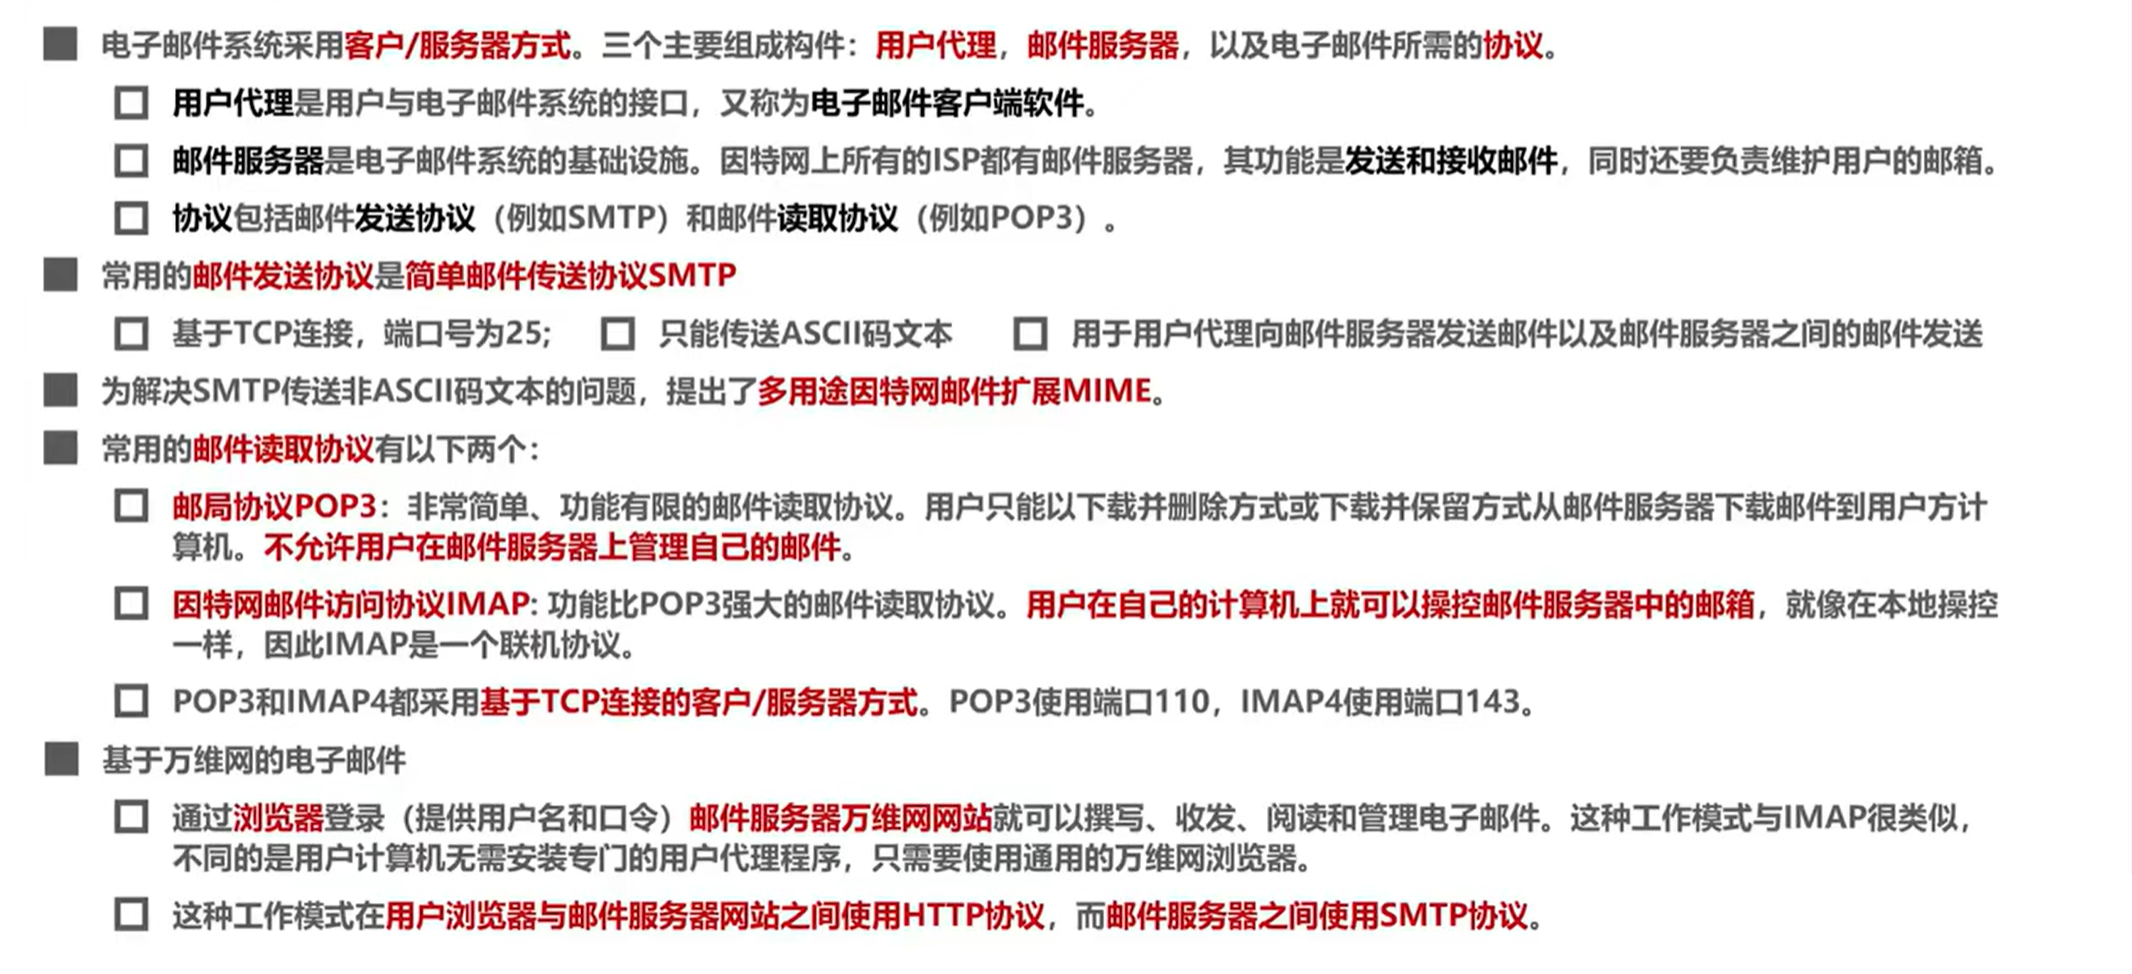 电子邮件系统采用客户/服务器方式。三个主要组成构件：用户代理，邮件服务器，以及电子邮件所需的协议。
用户代理是用户与电子邮件系统的接口，又称为电子邮件客户端软件。
邮件服务器是电子邮件系统的基础设施。因特网上所有的ISP都有邮件服务器，其功能是发送和接收邮件，同时还要负责维护用户的邮箱。
协议包括邮件发送协议（例如SMTP）和邮件读取协议（例如POP3）。
常用的邮件发送协议是简单邮件传送协议SMTP
基于TCP连接，端口号为25; 只能传送ASCII码文本 用于用户代理向邮件服务器发送邮件以及邮件服务器之间的邮件发送
为解决SMTP传送非ASCII码文本的问题，提出了多用途因特网邮件扩展MIME。
常用的邮件读取协议有以下两个：
邮局协议POP3：非常简单、功能有限的邮件读取协议。用户只能以下载并删除方式或下载并保留方式从邮件服务器下载邮件到用户方计
算机。不允许用户在邮件服务器上管理自己的邮件。
因特网邮件访问协议IMAP: 功能比POP3强大的邮件读取协议。用户在自己的计算机上就可以操控邮件服务器中的邮箱，就像在本地操控
一样，因此IMAP是一个联机协议。
POP3和IMAP4都采用基于TCP连接的客户/服务器方式。POP3使用端口110，IMAP4使用端口143。
基于万维网的电子邮件
通过浏览器登录（提供用户名和口令）邮件服务器万维网网站就可以撰写、收发、阅读和管理电子邮件。这种工作模式与IMAP很类似，
不同的是用户计算机无需安装专门的用户代理程序，只需要使用通用的万维网浏览器。
这种工作模式在用户浏览器与邮件服务器网站之间使用HTTP协议，而邮件服务器之间使用SMTP协议。